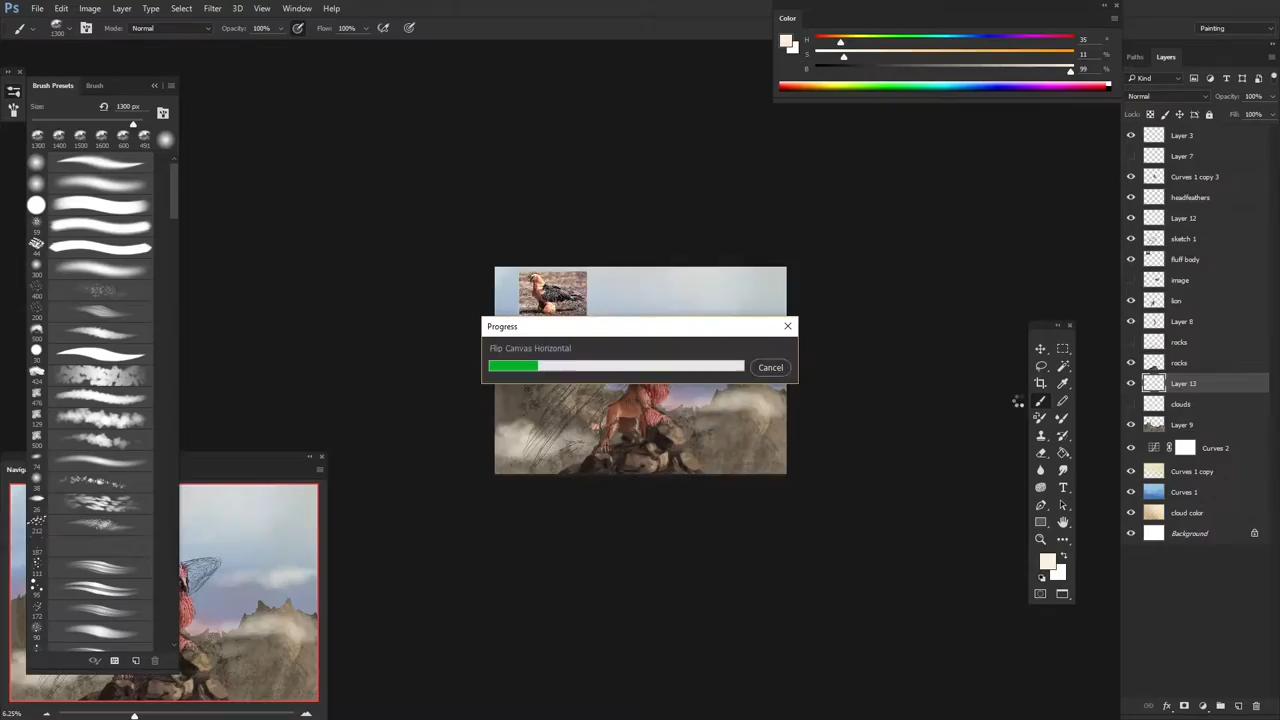 Ps File Edit Image Layer Type Select Filter 3D View Window Help
1300 Mode: Normal Opacity: 100% Flow: 100% Painting
Color
H 35 °
S 11 %
B 99 %
Brush Presets Brush
Size: 1300 px
1300 1400 1500 1600 600 491
59
44
300
400
200
30
424
476
129
500
74
38
26
212
187
111
95
172
90
6.25%
Progress
Flip Canvas Horizontal
Cancel
Paths Layers
Kind
Normal Opacity: 100%
Lock: Fill: 100%
Layer 3
Layer 7
Curves 1 copy 3
headfeathers
Layer 12
sketch 1
fluff body
image
lion
Layer 8
rocks
rocks
Layer 13
clouds
Layer 9
Curves 2
Curves 1 copy
Curves 1
cloud color
Background